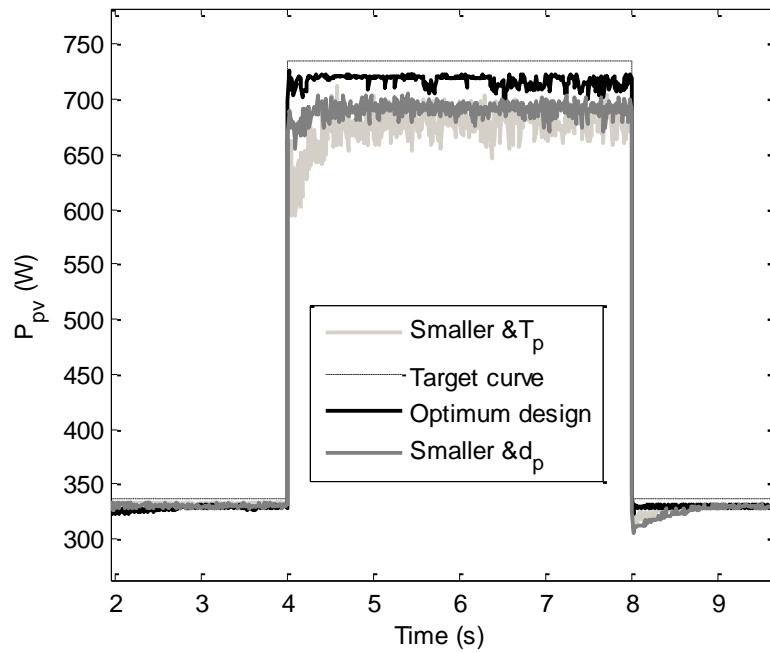 750
700
650
600
550
500
450
400
350
300
P_pv (W)
Smaller &T_p
Target curve
Optimum design
Smaller &d_p
2 3 4 5 6 7 8 9
Time (s)